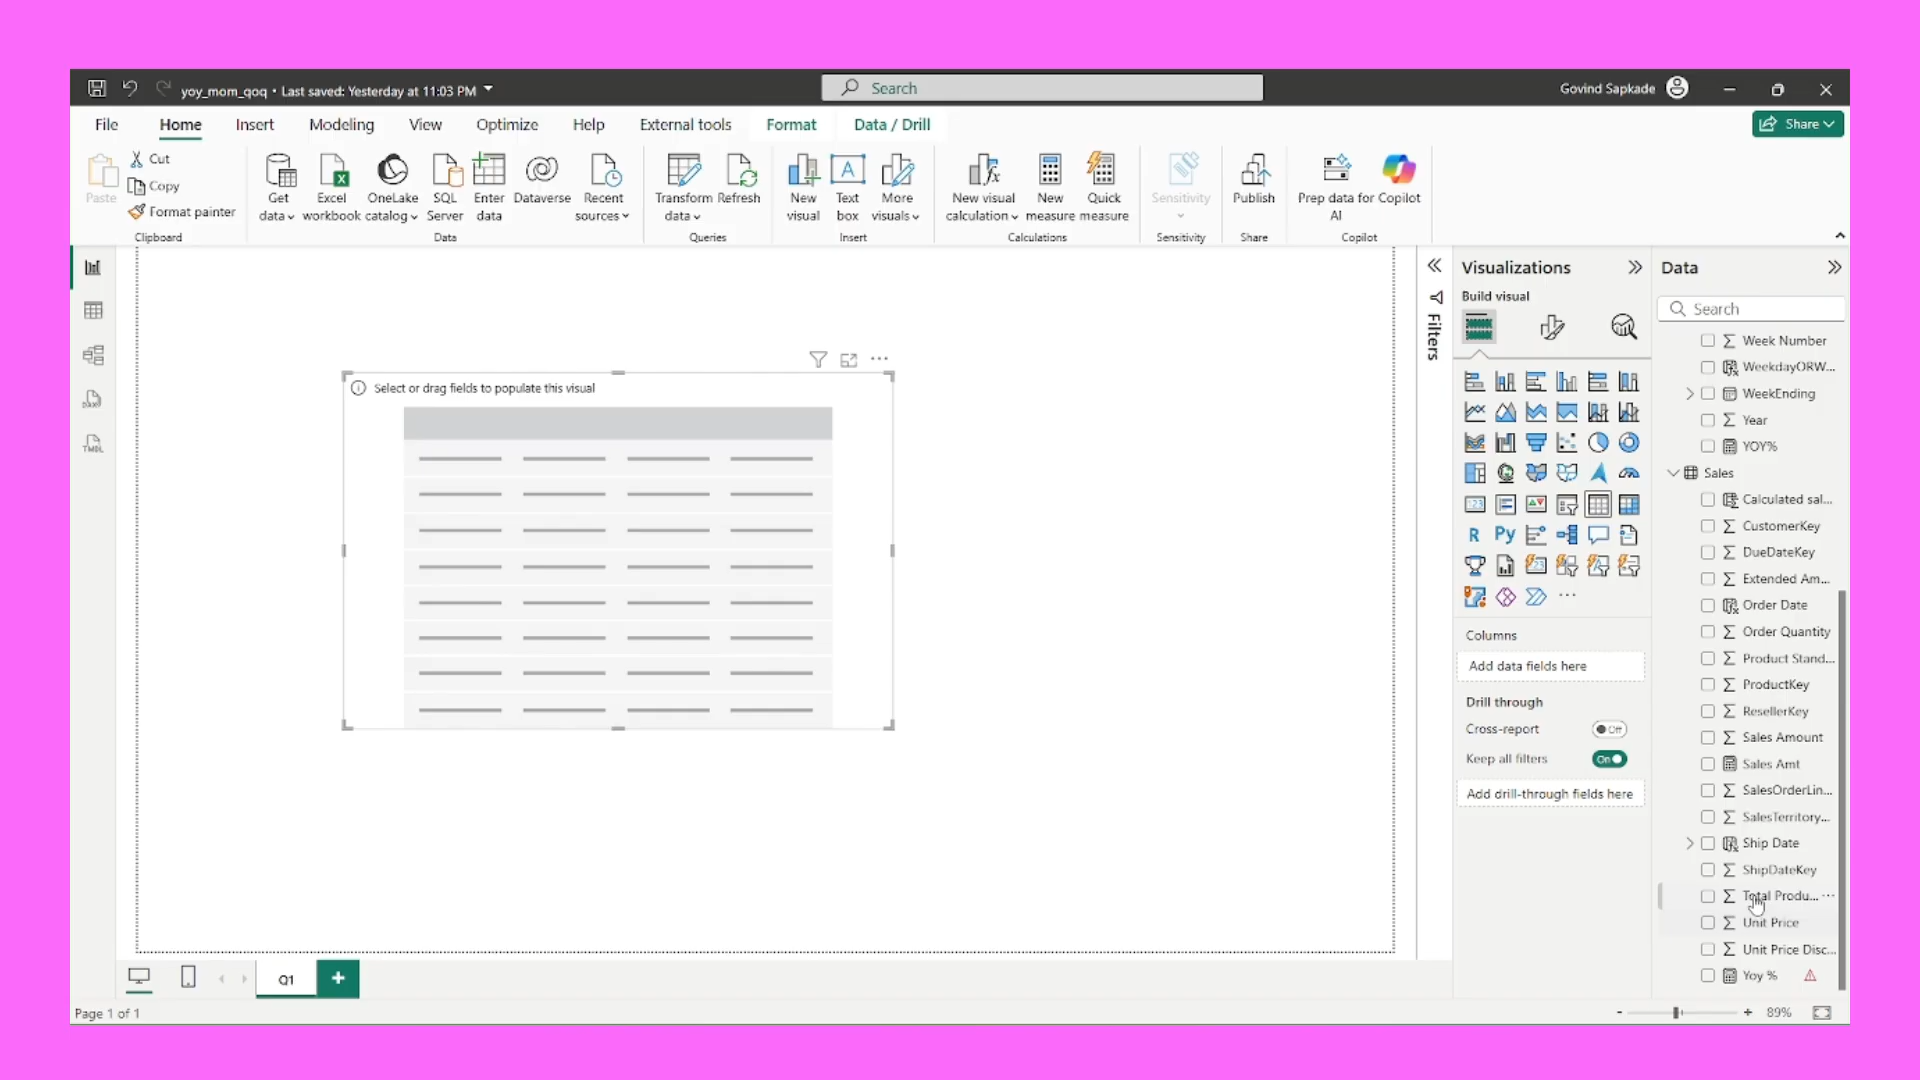 yoy_mom_qoq • Last saved: Yesterday at 11:03 PM
Search
Govind Sapkade
File
Home
Insert
Modeling
View
Optimize
Help
External tools
Format
Data / Drill
Share
Paste
Cut
Copy
Format painter
Clipboard
Get data
Excel workbook
OneLake catalog
SQL Server
Enter data
Dataverse
Recent sources
Data
Transform data
Refresh
Queries
New visual
Text box
More visuals
Insert
New visual calculation
New measure
Quick measure
Calculations
Sensitivity
Sensitivity
Publish
Share
Prep data for AI
Copilot
Copilot
Select or drag fields to populate this visual
Filters
Visualizations
Build visual
Columns
Add data fields here
Drill through
Cross-report
Off
Keep all filters
On
Add drill-through fields here
Data
Search
Week Number
WeekdayORW...
WeekEnding
Year
YOY%
Sales
Calculated sal...
CustomerKey
DueDateKey
Extended Am...
Order Date
Order Quantity
Product Stand...
ProductKey
ResellerKey
Sales Amount
Sales Amt
SalesOrderLin...
SalesTerritory...
Ship Date
ShipDateKey
Total Produ...
Unit Price
Unit Price Disc...
Yoy %
Q1
Page 1 of 1
89%